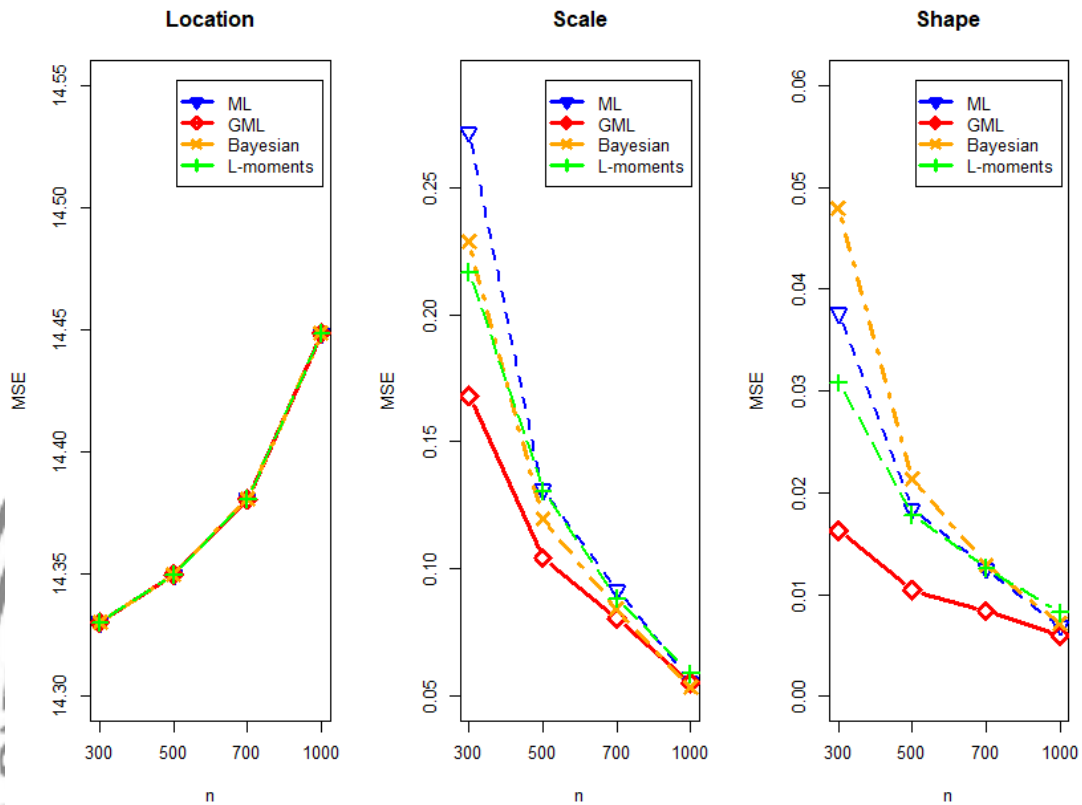 Location
14.55
14.50
14.45
14.40
14.35
14.30
MSE
300 500 700 1000
n
ML
GML
Bayesian
L-moments
Scale
0.25
0.20
0.15
0.10
0.05
MSE
300 500 700 1000
n
ML
GML
Bayesian
L-moments
Shape
0.06
0.05
0.04
0.03
0.02
0.01
0.00
MSE
300 500 700 1000
n
ML
GML
Bayesian
L-moments